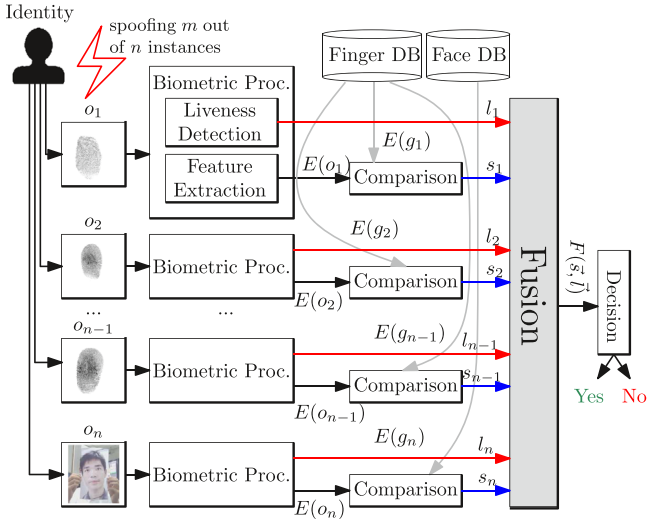 Identity
spoofing m out
of n instances
Finger DB
Face DB
o₁
Biometric Proc.
Liveness
Detection
l₁
E(g₁)
Feature
Extraction
E(o₁)
Comparison
s₁
o₂
E(g₂)
l₂
Biometric Proc.
Comparison
s₂
E(o₂)
...
...
oₙ₋₁
E(gₙ₋₁)
lₙ₋₁
Biometric Proc.
Comparison
sₙ₋₁
E(oₙ₋₁)
oₙ
E(gₙ)
lₙ
Biometric Proc.
Comparison
sₙ
E(oₙ)
Fusion
F(s⃗, l⃗)
Decision
Yes
No